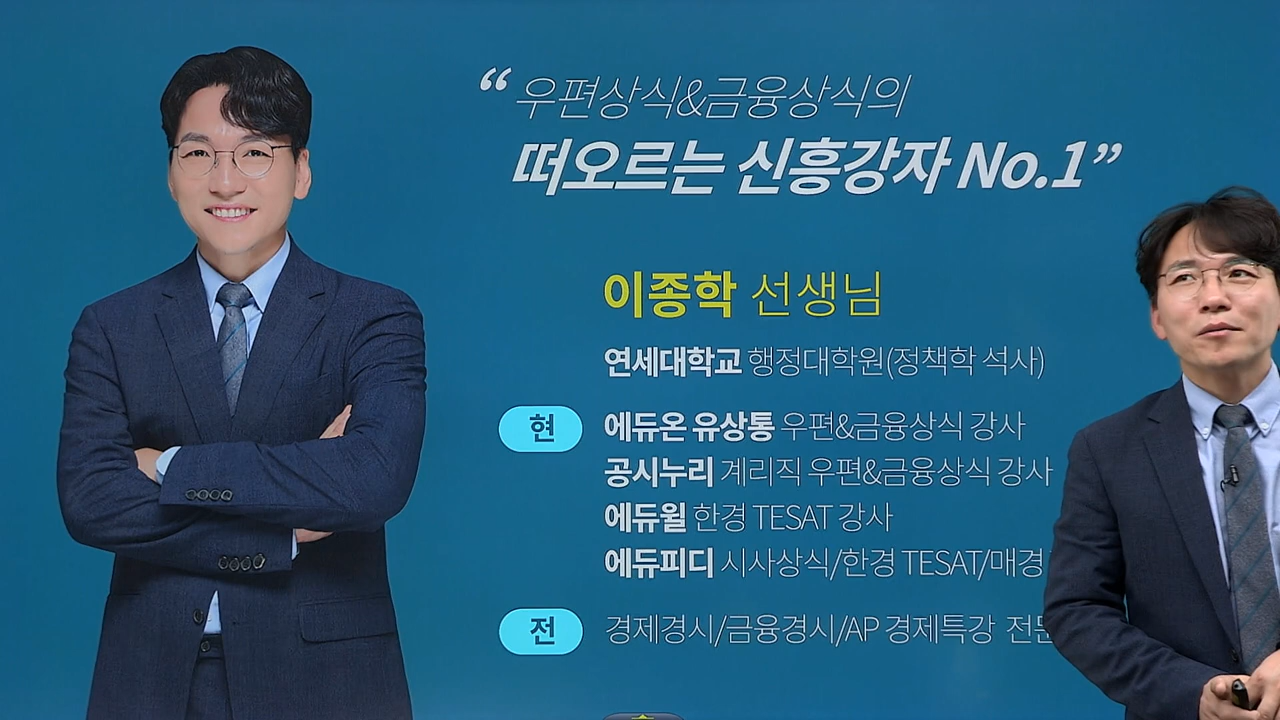 “우편상식&금융상식의
떠오르는 신흥강자 No.1”
이종학 선생님
연세대학교 행정대학원(정책학 석사)
현 에듀온 유상통 우편&금융상식 강사
공시누리 계리직 우편&금융상식 강사
에듀윌 한경 TESAT 강사
에듀피디 시사상식/한경 TESAT/매경
전 경제경시/금융경시/AP 경제특강